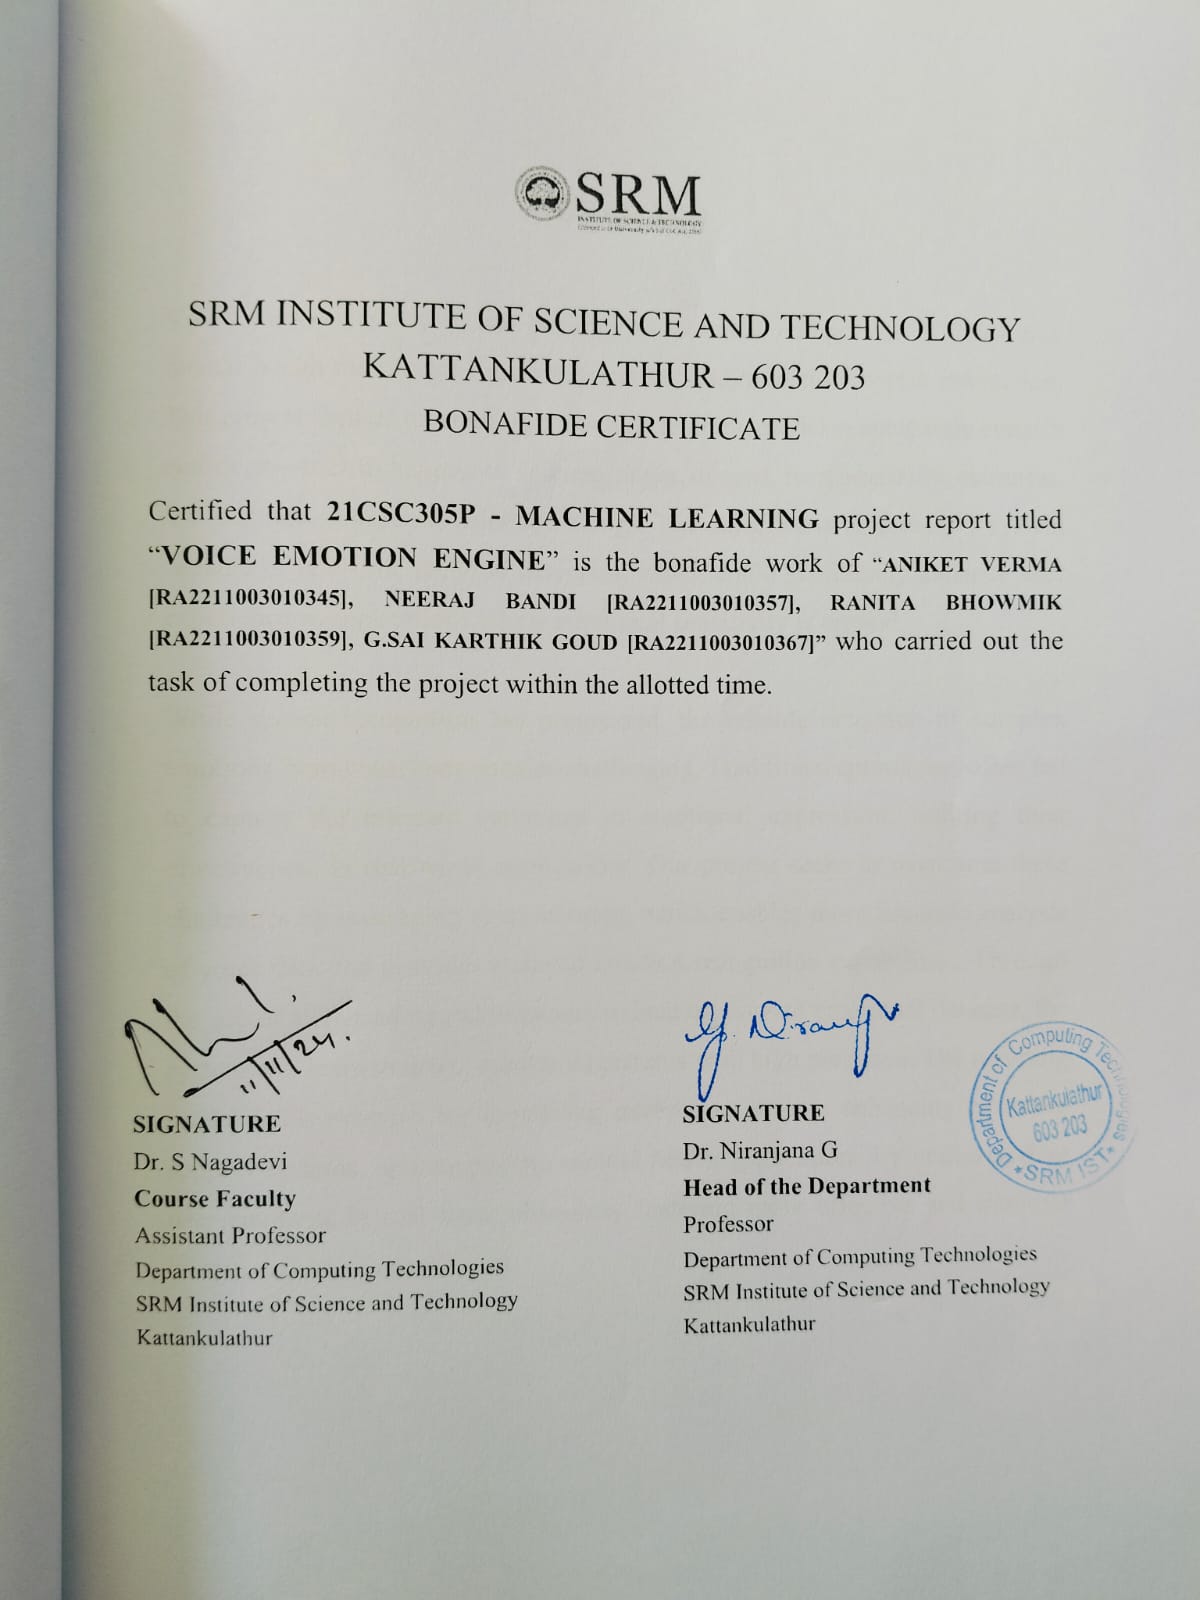 SRM
INSTITUTE OF SCIENCE & TECHNOLOGY
SRM INSTITUTE OF SCIENCE AND TECHNOLOGY
KATTANKULATHUR – 603 203
BONAFIDE CERTIFICATE
Certified that 21CSC305P - MACHINE LEARNING project report titled
“VOICE EMOTION ENGINE” is the bonafide work of “ANIKET VERMA
[RA2211003010345], NEERAJ BANDI [RA2211003010357], RANITA BHOWMIK
[RA2211003010359], G.SAI KARTHIK GOUD [RA2211003010367]” who carried out the
task of completing the project within the allotted time.
11/11/24.
SIGNATURE
Dr. S Nagadevi
Course Faculty
Assistant Professor
Department of Computing Technologies
SRM Institute of Science and Technology
Kattankulathur
G. Niranjana
SIGNATURE
Dr. Niranjana G
Head of the Department
Professor
Department of Computing Technologies
SRM Institute of Science and Technology
Kattankulathur
Department of Computing Technologies
Kattankulathur
603 203
* SRM IST *